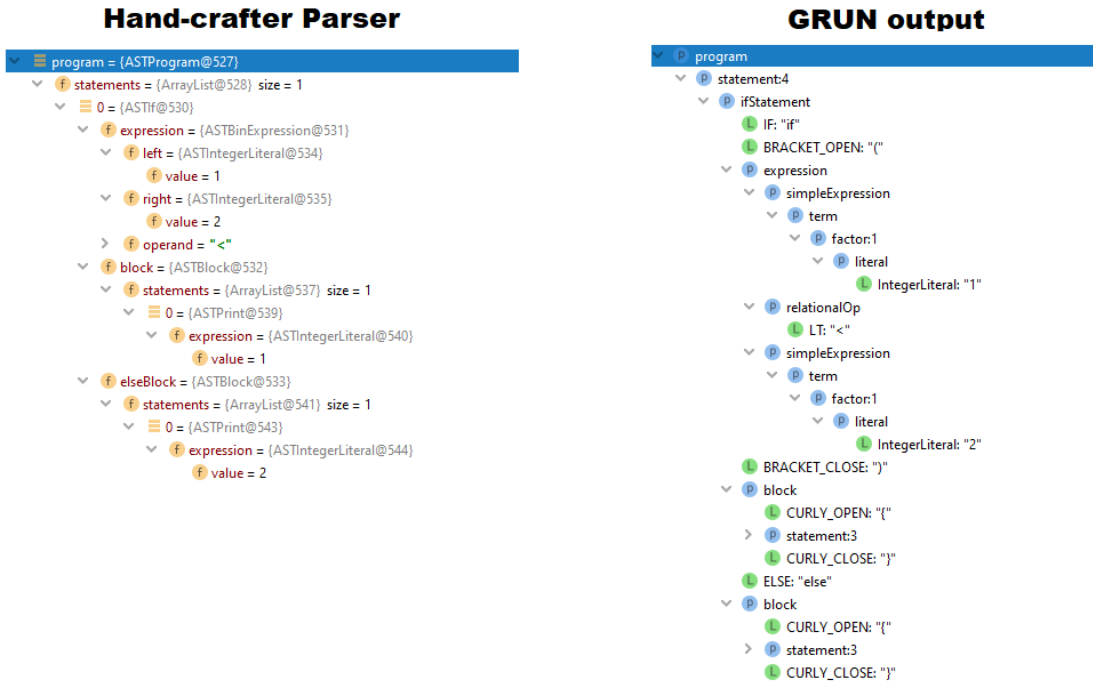 Hand-crafter Parser
program = {ASTProgram@527}
f statements = {ArrayList@528} size = 1
0 = {ASTIf@530}
f expression = {ASTBinExpression@531}
f left = {ASTIntegerLiteral@534}
f value = 1
f right = {ASTIntegerLiteral@535}
f value = 2
f operand = "<"
f block = {ASTBlock@532}
f statements = {ArrayList@537} size = 1
0 = {ASTPrint@539}
f expression = {ASTIntegerLiteral@540}
f value = 1
f elseBlock = {ASTBlock@533}
f statements = {ArrayList@541} size = 1
0 = {ASTPrint@543}
f expression = {ASTIntegerLiteral@544}
f value = 2
GRUN output
p program
p statement:4
p ifStatement
L IF: "if"
L BRACKET_OPEN: "("
p expression
p simpleExpression
p term
p factor:1
p literal
L IntegerLiteral: "1"
p relationalOp
L LT: "<"
p simpleExpression
p term
p factor:1
p literal
L IntegerLiteral: "2"
L BRACKET_CLOSE: ")"
p block
L CURLY_OPEN: "{"
p statement:3
L CURLY_CLOSE: "}"
L ELSE: "else"
p block
L CURLY_OPEN: "{"
p statement:3
L CURLY_CLOSE: "}"